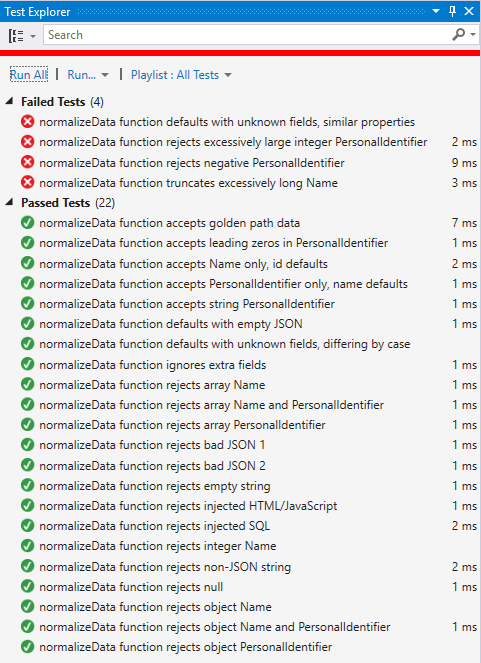 Test Explorer
Search
Run All | Run... | Playlist : All Tests
Failed Tests (4)
normalizeData function defaults with unknown fields, similar properties
normalizeData function rejects excessively large integer PersonalIdentifier 2 ms
normalizeData function rejects negative PersonalIdentifier 9 ms
normalizeData function truncates excessively long Name 3 ms
Passed Tests (22)
normalizeData function accepts golden path data 7 ms
normalizeData function accepts leading zeros in PersonalIdentifier 1 ms
normalizeData function accepts Name only, id defaults 2 ms
normalizeData function accepts PersonalIdentifier only, name defaults 1 ms
normalizeData function accepts string PersonalIdentifier 1 ms
normalizeData function defaults with empty JSON 1 ms
normalizeData function defaults with unknown fields, differing by case
normalizeData function ignores extra fields 1 ms
normalizeData function rejects array Name 1 ms
normalizeData function rejects array Name and PersonalIdentifier 1 ms
normalizeData function rejects array PersonalIdentifier 1 ms
normalizeData function rejects bad JSON 1 1 ms
normalizeData function rejects bad JSON 2 1 ms
normalizeData function rejects empty string 1 ms
normalizeData function rejects injected HTML/JavaScript 1 ms
normalizeData function rejects injected SQL 2 ms
normalizeData function rejects integer Name
normalizeData function rejects non-JSON string 2 ms
normalizeData function rejects null 1 ms
normalizeData function rejects object Name
normalizeData function rejects object Name and PersonalIdentifier 1 ms
normalizeData function rejects object PersonalIdentifier